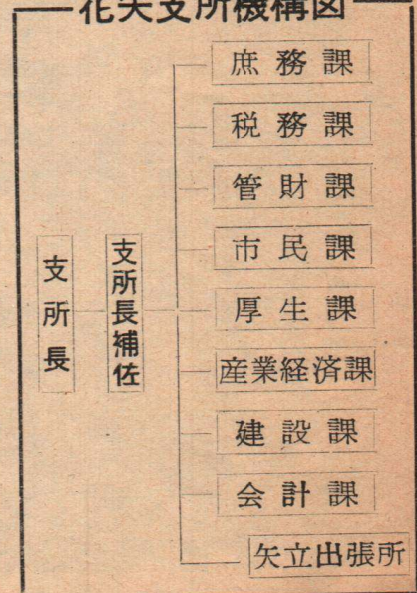 花矢支所機構図
支所長
支所長補佐
庶務課
税務課
管財課
市民課
厚生課
産業経済課
建設課
会計課
矢立出張所